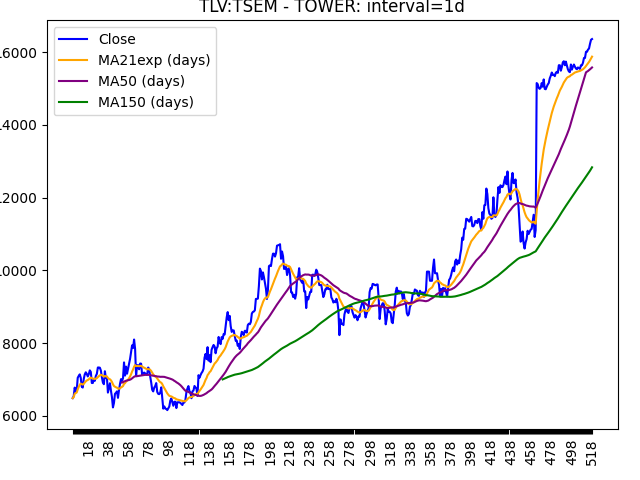 TLV:TSEM - TOWER: interval=1d
Close
MA21exp (days)
MA50 (days)
MA150 (days)
16000
14000
12000
10000
8000
6000
18 38 58 78 98 118 138 158 178 198 218 238 258 278 298 318 338 358 378 398 418 438 458 478 498 518